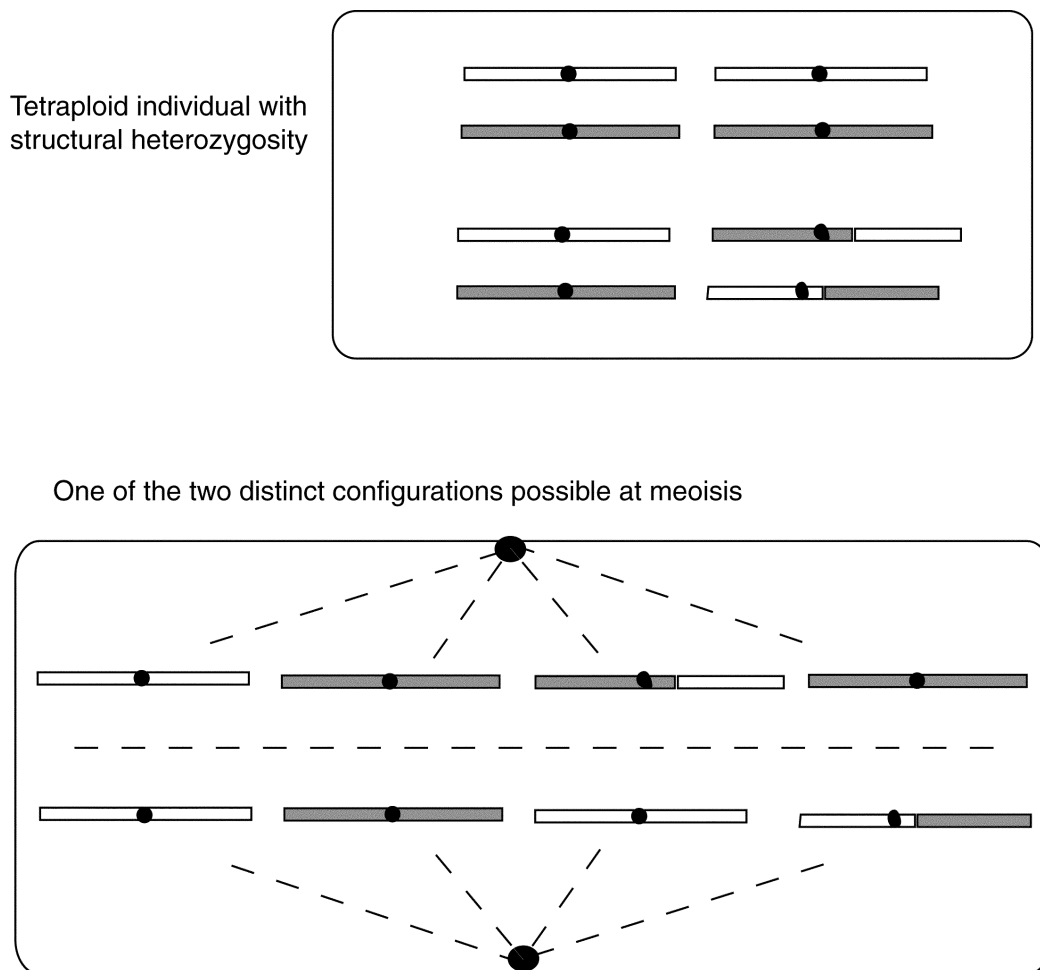 Tetraploid individual with
structural heterozygosity
One of the two distinct configurations possible at meoisis